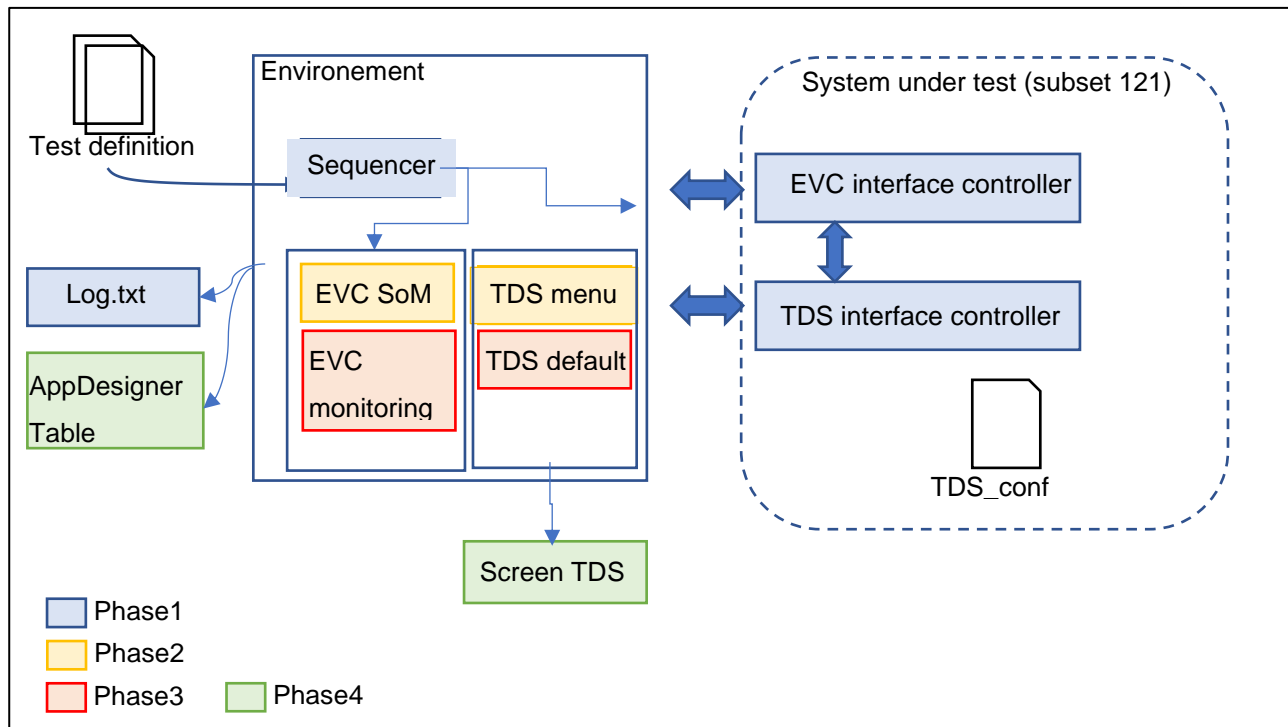 Environement
System under test (subset 121)
Test definition
Sequencer
EVC interface controller
Log.txt
EVC SoM
TDS menu
TDS interface controller
EVC
monitoring
TDS default
AppDesigner
Table
TDS_conf
Screen TDS
Phase1
Phase2
Phase3
Phase4